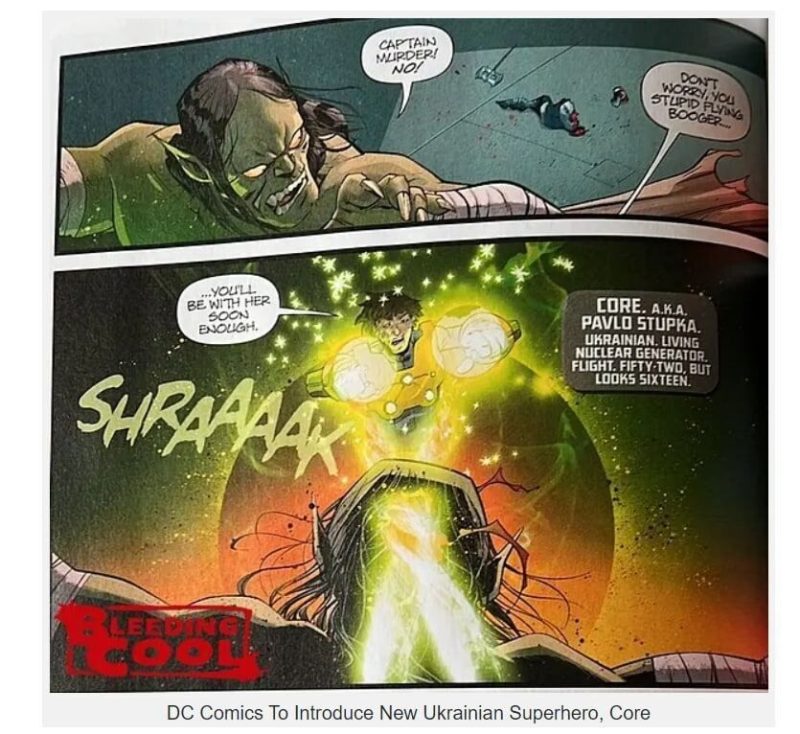 CAPTAIN
MURDER!
NO!
DON'T
WORRY, YOU
STUPID FLYING
BOOGER...
...YOU'LL
BE WITH HER
SOON
ENOUGH.
CORE. A.K.A.
PAVLO STUPKA.
UKRAINIAN. LIVING
NUCLEAR GENERATOR.
FLIGHT. FIFTY-TWO, BUT
LOOKS SIXTEEN.
SHRAAAAK
BLEEDING
COOL
DC Comics To Introduce New Ukrainian Superhero, Core